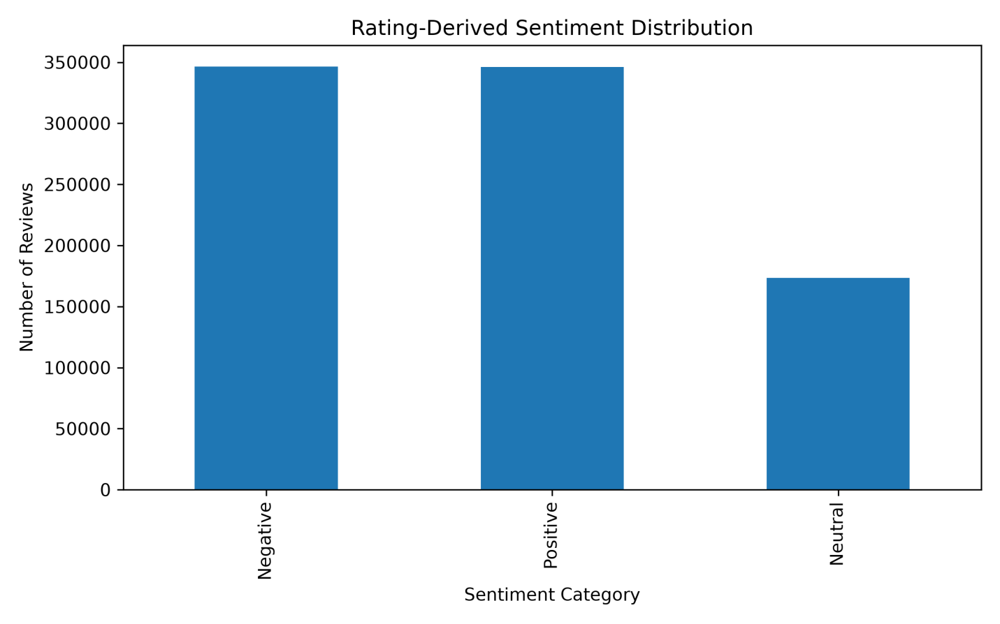 Rating-Derived Sentiment Distribution
Number of Reviews
350000
300000
250000
200000
150000
100000
50000
0
Negative
Positive
Neutral
Sentiment Category